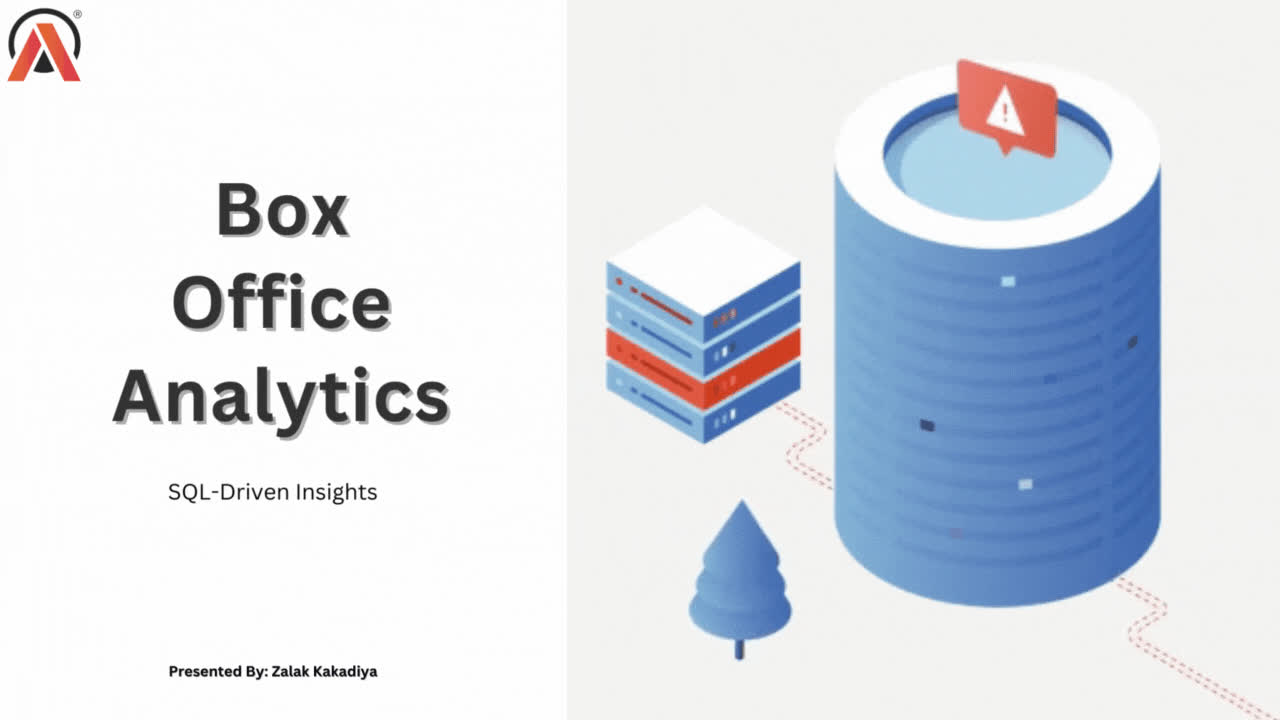 ®
Box
Office
Analytics
SQL-Driven Insights
Presented By: Zalak Kakadiya